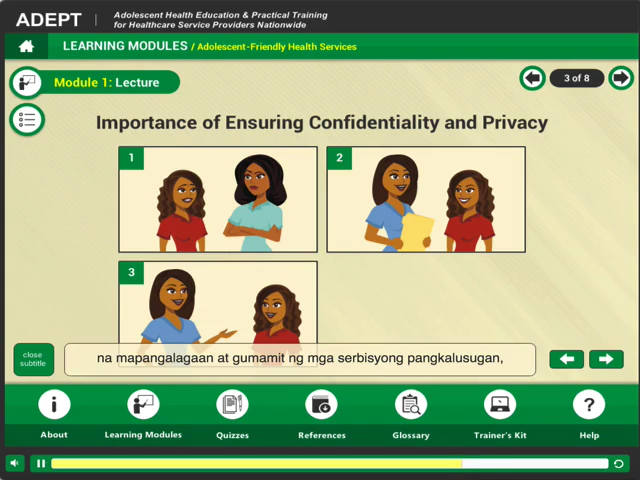 ADEPT
Adolescent Health Education & Practical Training
for Healthcare Service Providers Nationwide
LEARNING MODULES / Adolescent-Friendly Health Services
Module 1: Lecture
3 of 8
Importance of Ensuring Confidentiality and Privacy
1
2
3
close
subtitle
na mapangalagaan at gumamit ng mga serbisyong pangkalusugan,
About
Learning Modules
Quizzes
References
Glossary
Trainer's Kit
Help